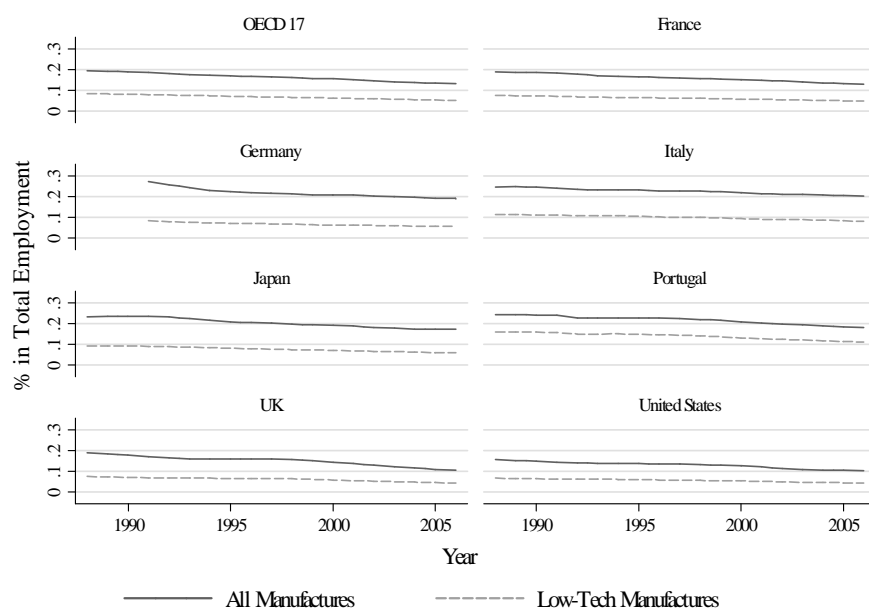 OECD 17
France
.3
.2
.1
0
Germany
Italy
.3
.2
.1
0
Japan
Portugal
.3
.2
.1
0
UK
United States
.3
.2
.1
0
% in Total Employment
1990 1995 2000 2005
1990 1995 2000 2005
Year
All Manufactures
Low-Tech Manufactures